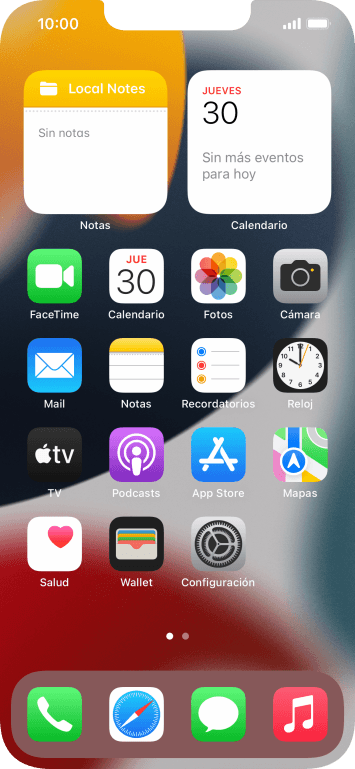 10:00
Local Notes
Sin notas
Notas
JUEVES
30
Sin más eventos
para hoy
Calendario
JUE
30
FaceTime
Calendario
Fotos
Cámara
Mail
Notas
Recordatorios
Reloj
tv
TV
Podcasts
App Store
Mapas
Salud
Wallet
Configuración